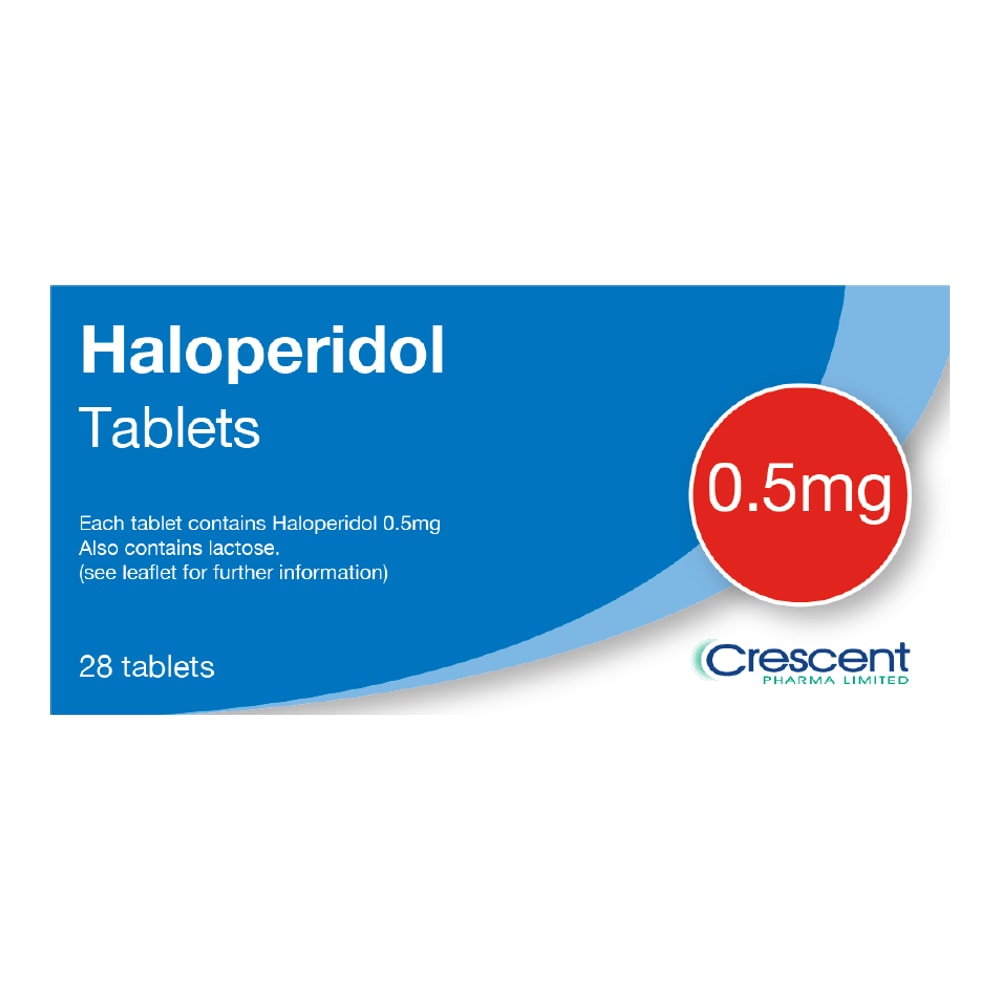 Haloperidol
Tablets
0.5mg
Each tablet contains Haloperidol 0.5mg
Also contains lactose.
(see leaflet for further information)
28 tablets
Crescent
PHARMA LIMITED